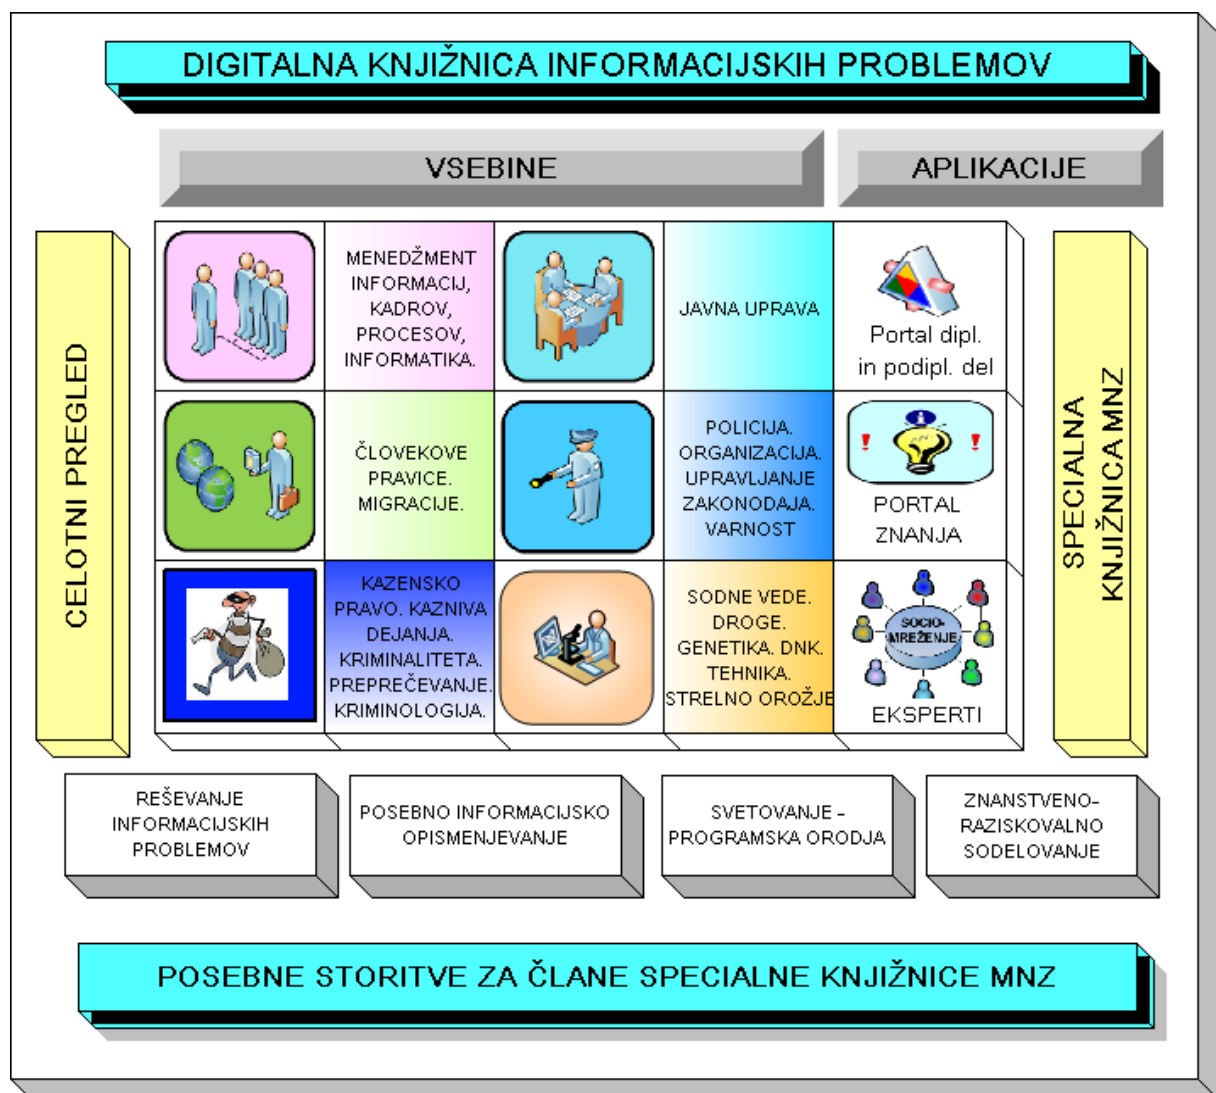 DIGITALNA KNJIŽNICA INFORMACIJSKIH PROBLEMOV
VSEBINE
APLIKACIJE
CELOTNI PREGLED
MENEDŽMENT
INFORMACIJ,
KADROV,
PROCESOV,
INFORMATIKA.
JAVNA UPRAVA
Portal dipl.
in podipl. del
ČLOVEKOVE
PRAVICE.
MIGRACIJE.
POLICIJA.
ORGANIZACIJA.
UPRAVLJANJE
ZAKONODAJA.
VARNOST
i
! !
PORTAL
ZNANJA
KAZENSKO
PRAVO. KAZNIVA
DEJANJA.
KRIMINALITETA.
PREPREČEVANJE.
KRIMINOLOGIJA.
SODNE VEDE.
DROGE.
GENETIKA. DNK.
TEHNIKA.
STRELNO OROŽJE
SOCIO-
MREŽENJE
EKSPERTI
SPECIALNA
KNJIŽNICA MNZ
REŠEVANJE
INFORMACIJSKIH
PROBLEMOV
POSEBNO INFORMACIJSKO
OPISMENJEVANJE
SVETOVANJE –
PROGRAMSKA ORODJA
ZNANSTVENO-
RAZISKOVALNO
SODELOVANJE
POSEBNE STORITVE ZA ČLANE SPECIALNE KNJIŽNICE MNZ